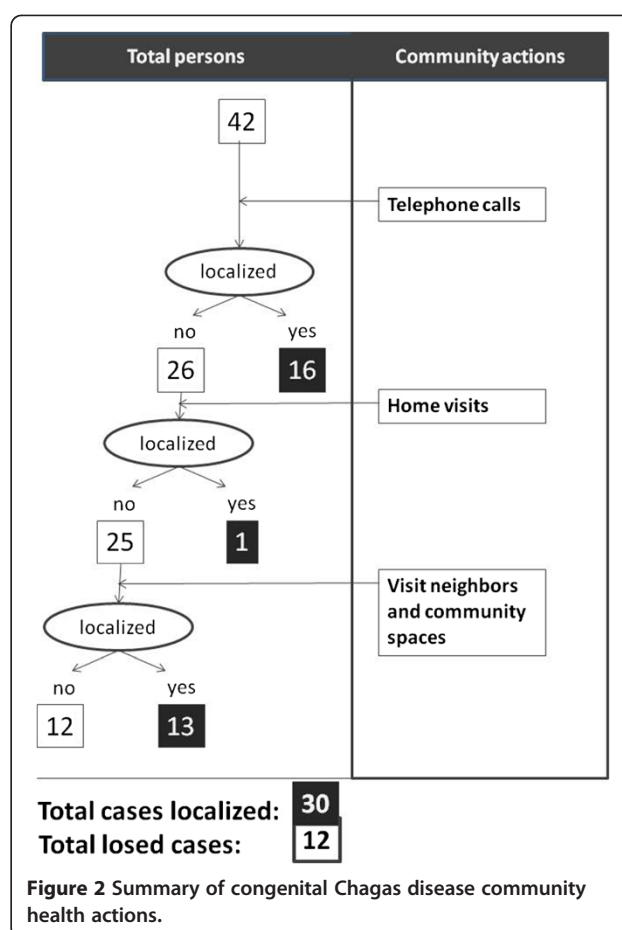 Total persons Community actions
42
Telephone calls
localized
no yes
26 16
Home visits
localized
no yes
25 1
Visit neighbors
and community
spaces
localized
no yes
12 13
Total cases localized: 30
Total losed cases: 12
Figure 2 Summary of congenital Chagas disease community
health actions.